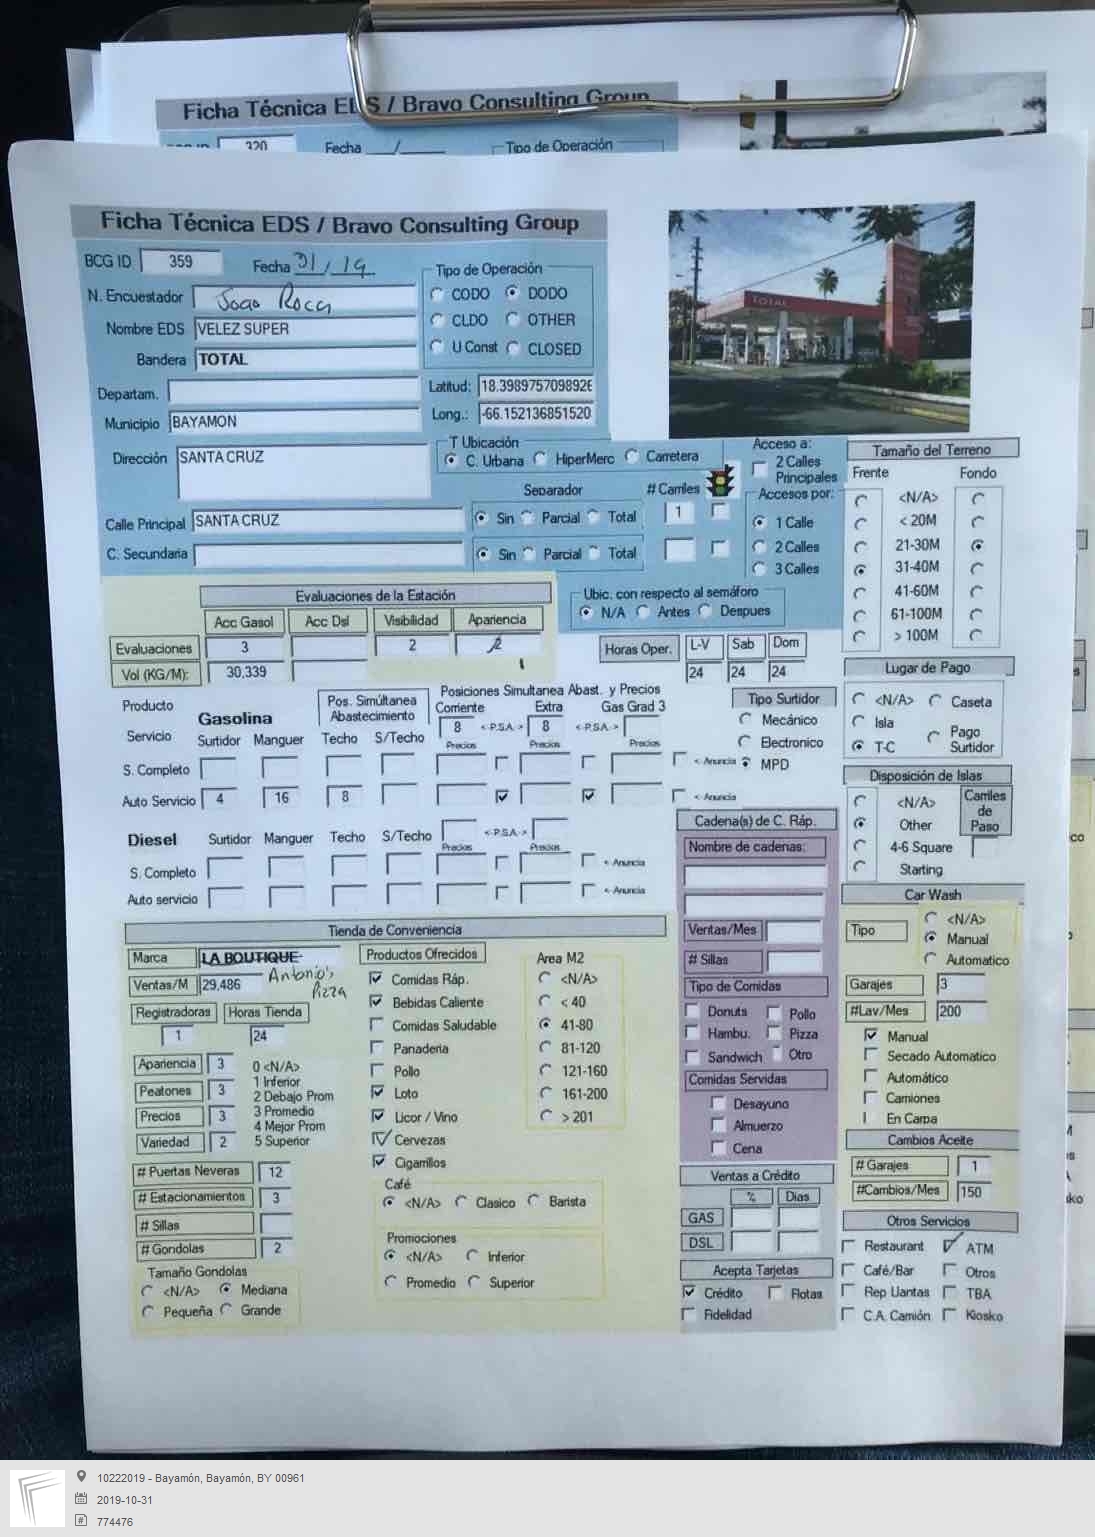 Ficha Técnica EDS / Bravo Consulting Group
320 Fecha Tipo de Operación
Ficha Técnica EDS / Bravo Consulting Group
BCG ID 359 Fecha 31 / 19
N. Encuestador Joao Roca
Nombre EDS VELEZ SUPER
Bandera TOTAL
Departam.
Municipio BAYAMON
Tipo de Operación
CODO DODO
CLDO OTHER
U Const CLOSED
Latitud: 18.398975709892
Long.: -66.152136851520
TOTAL
Dirección SANTA CRUZ
T Ubicación
C. Urbana HiperMerc Carretera
Separador # Carriles
Calle Principal SANTA CRUZ Sin Parcial Total 1
C. Secundaria Sin Parcial Total
Acceso a:
2 Calles
Principales
Accesos por:
1 Calle
2 Calles
3 Calles
Tamaño del Terreno
Frente Fondo
<N/A>
< 20M
21-30M
31-40M
41-60M
61-100M
> 100M
Evaluaciones de la Estación
Acc Gasol Acc Dsl Visibilidad Apariencia
Evaluaciones 3 2 2
Vol (KG/M): 30,339 1
Ubic. con respecto al semáforo
N/A Antes Despues
Horas Oper. L-V Sab Dom
24 24 24
Lugar de Pago
<N/A> Caseta
Isla
T-C Pago
Surtidor
Producto
Gasolina
Servicio Surtidor Manguer
Pos. Simúltanea
Abastecimiento
Techo S/Techo
Posiciones Simultanea Abast. y Precios
Corriente Extra Gas Grad 3
8 <-P.S.A.-> 8 <-P.S.A.->
Precios Precios Precios
S. Completo <- Anuncia
Auto Servicio 4 16 8 <- Anuncia
Tipo Surtidor
Mecánico
Electronico
MPD
Disposición de Islas
<N/A>
Other
4-6 Square
Starting
Carriles
de
Paso
Diesel Surtidor Manguer Techo S/Techo <-P.S.A.->
Precios Precios
S. Completo <- Anuncia
Auto servicio <- Anuncia
Cadena(s) de C. Ráp.
Nombre de cadenas:
Ventas/Mes
# Sillas
Tipo de Comidas
Donuts Pollo
Hambu. Pizza
Sandwich Otro
Comidas Servidas
Desayuno
Almuerzo
Cena
Car Wash
Tipo <N/A>
Manual
Automatico
Garajes 3
#Lav/Mes 200
Manual
Secado Automatico
Automático
Camiones
En Carpa
Cambios Aceite
# Garajes 1
#Cambios/Mes 150
Tienda de Conveniencia
Marca LA BOUTIQUE
Antonio's
Pizza
Ventas/M 29,486
Registradoras Horas Tienda
1 24
Apariencia 3
Peatones 3
Precios 3
Variedad 2
0 <N/A>
1 Inferior
2 Debajo Prom
3 Promedio
4 Mejor Prom
5 Superior
# Puertas Neveras 12
# Estacionamientos 3
# Sillas
# Gondolas 2
Tamaño Gondolas
<N/A> Mediana
Pequeña Grande
Productos Ofrecidos
Comidas Ráp.
Bebidas Caliente
Comidas Saludable
Panaderia
Pollo
Loto
Licor / Vino
Cervezas
Cigarrillos
Area M2
<N/A>
< 40
41-80
81-120
121-160
161-200
> 201
Café
<N/A> Clasico Barista
Promociones
<N/A> Inferior
Promedio Superior
Ventas a Crédito
% Dias
GAS
DSL
Acepta Tarjetas
Crédito Flotas
Fidelidad
Otros Servicios
Restaurant ATM
Café/Bar Otros
Rep Llantas TBA
C.A. Camión Kiosko
10222019 - Bayamón, Bayamón, BY 00961
2019-10-31
774476